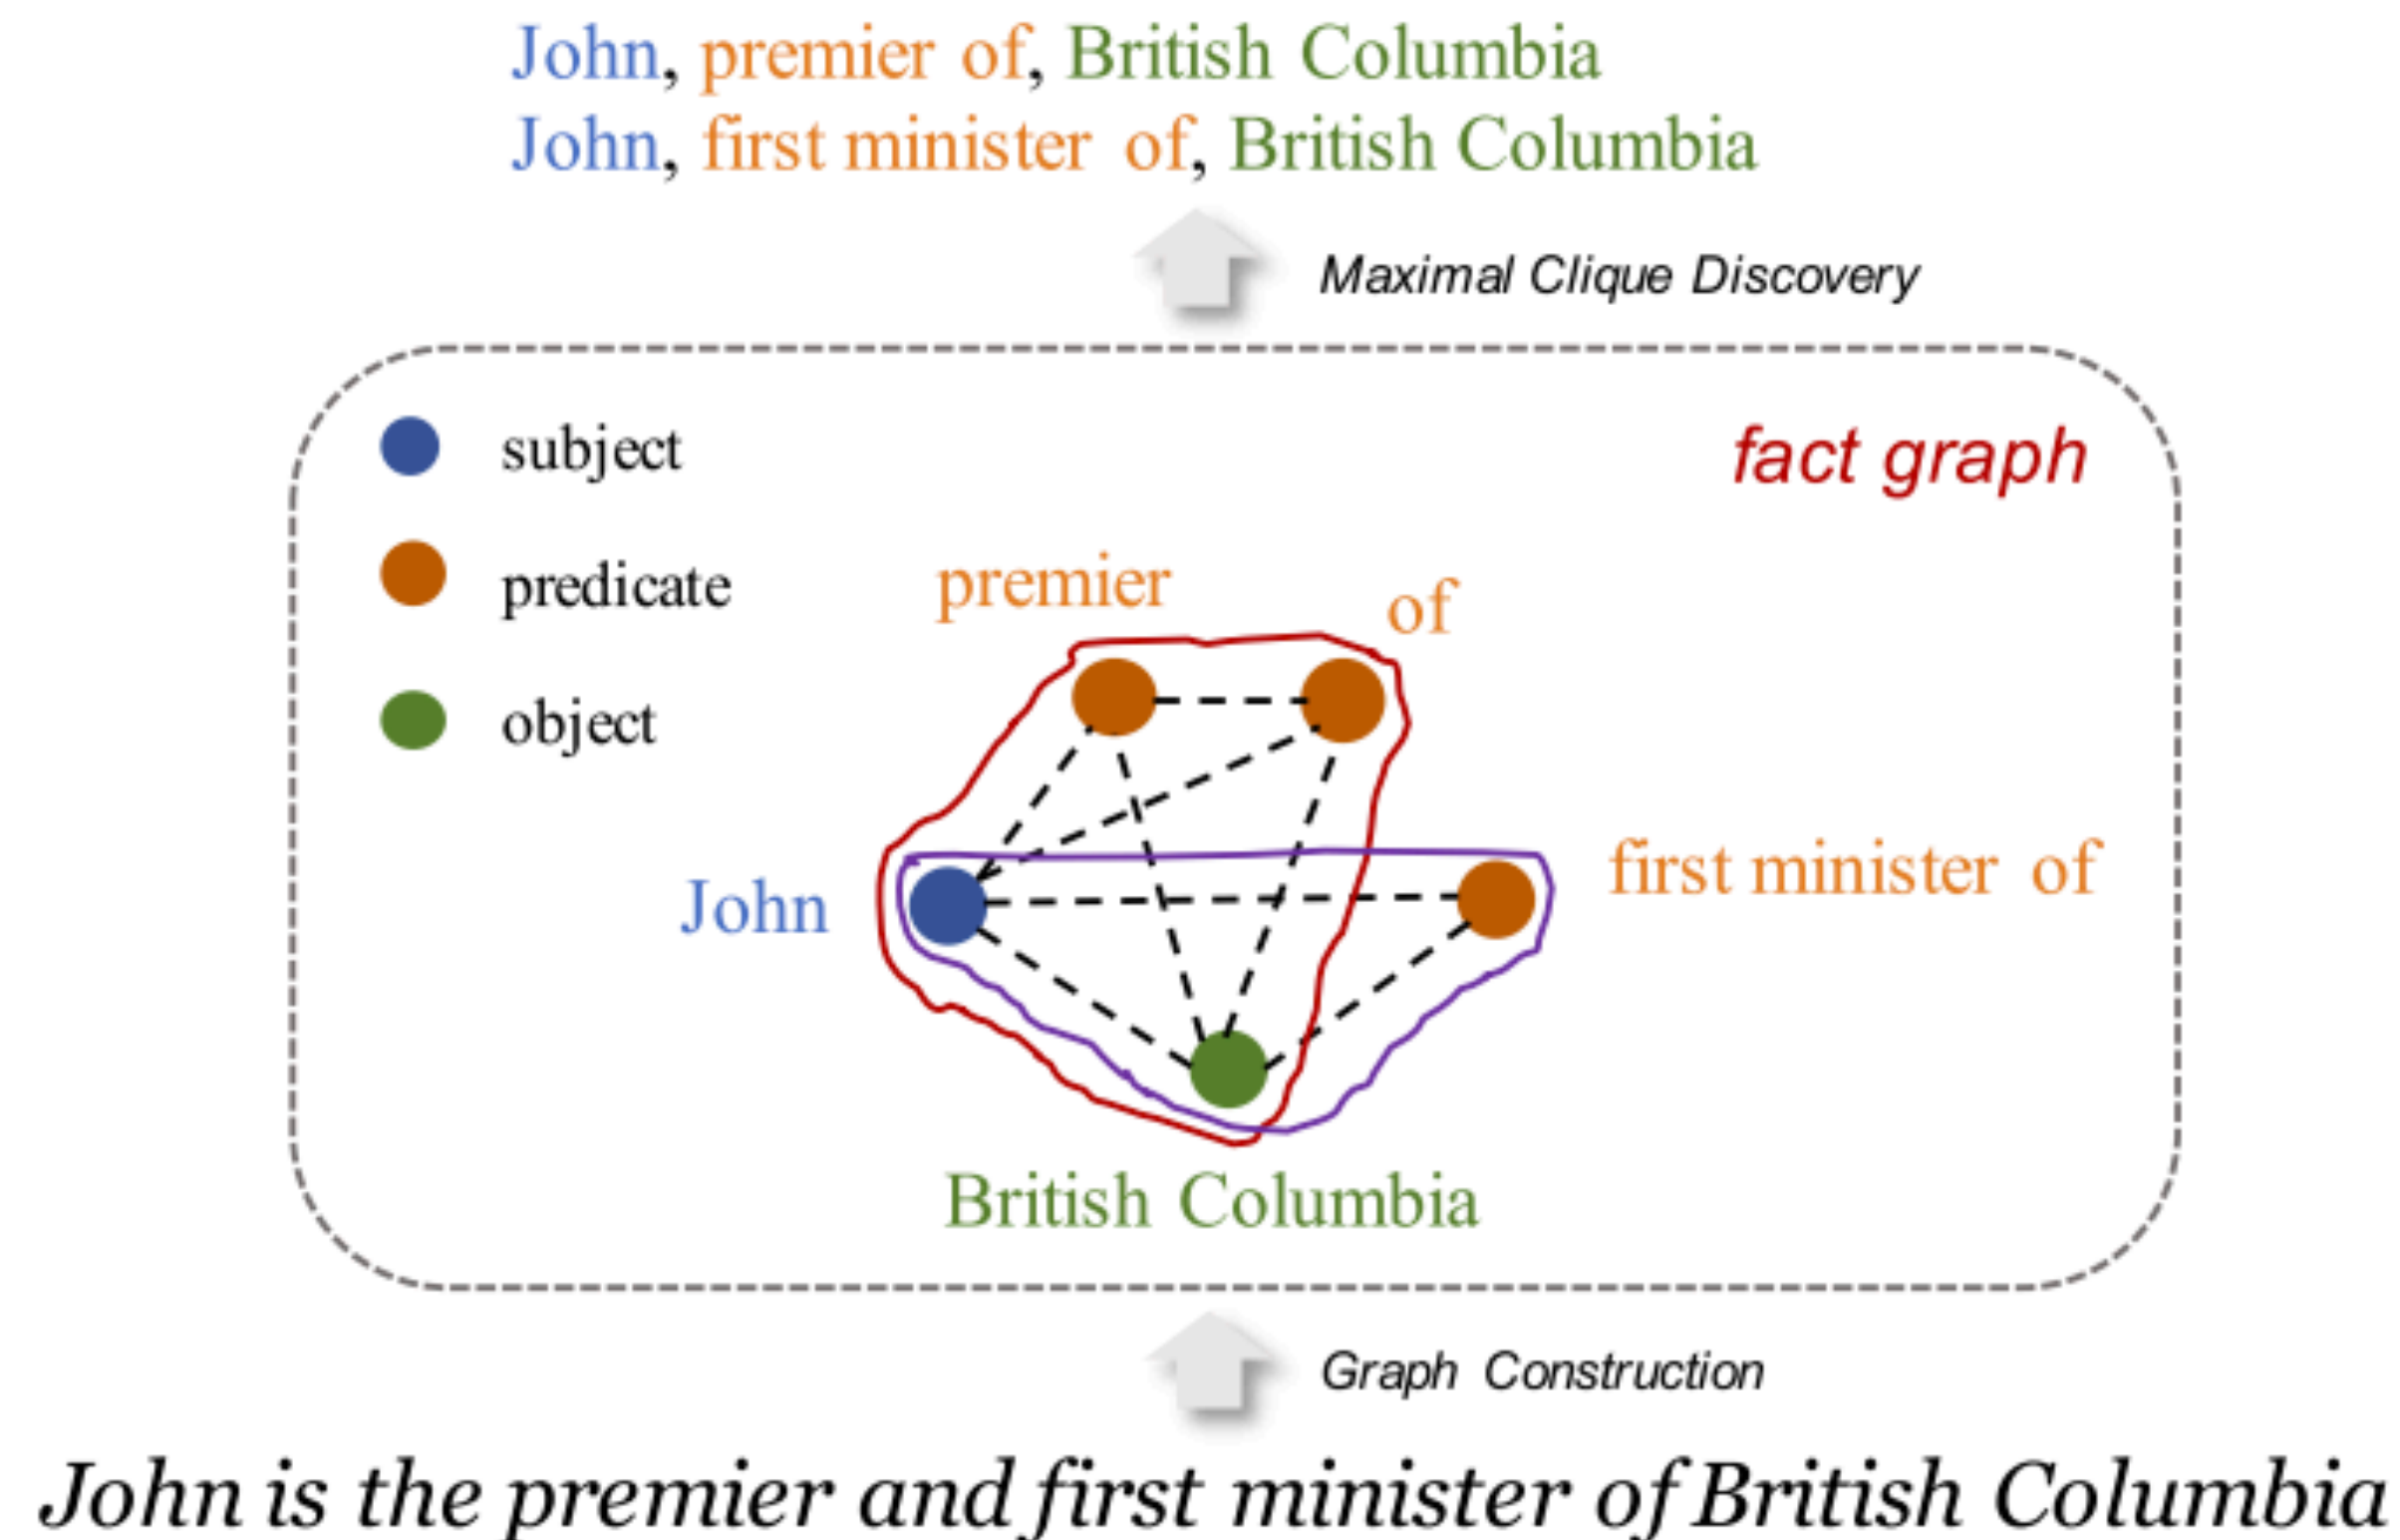 John, premier of, British Columbia
John, first minister of, British Columbia
Maximal Clique Discovery
subject
fact graph
predicate
premier
of
object
first minister of
John
British Columbia
Graph Construction
John is the premier and first minister of British Columbia